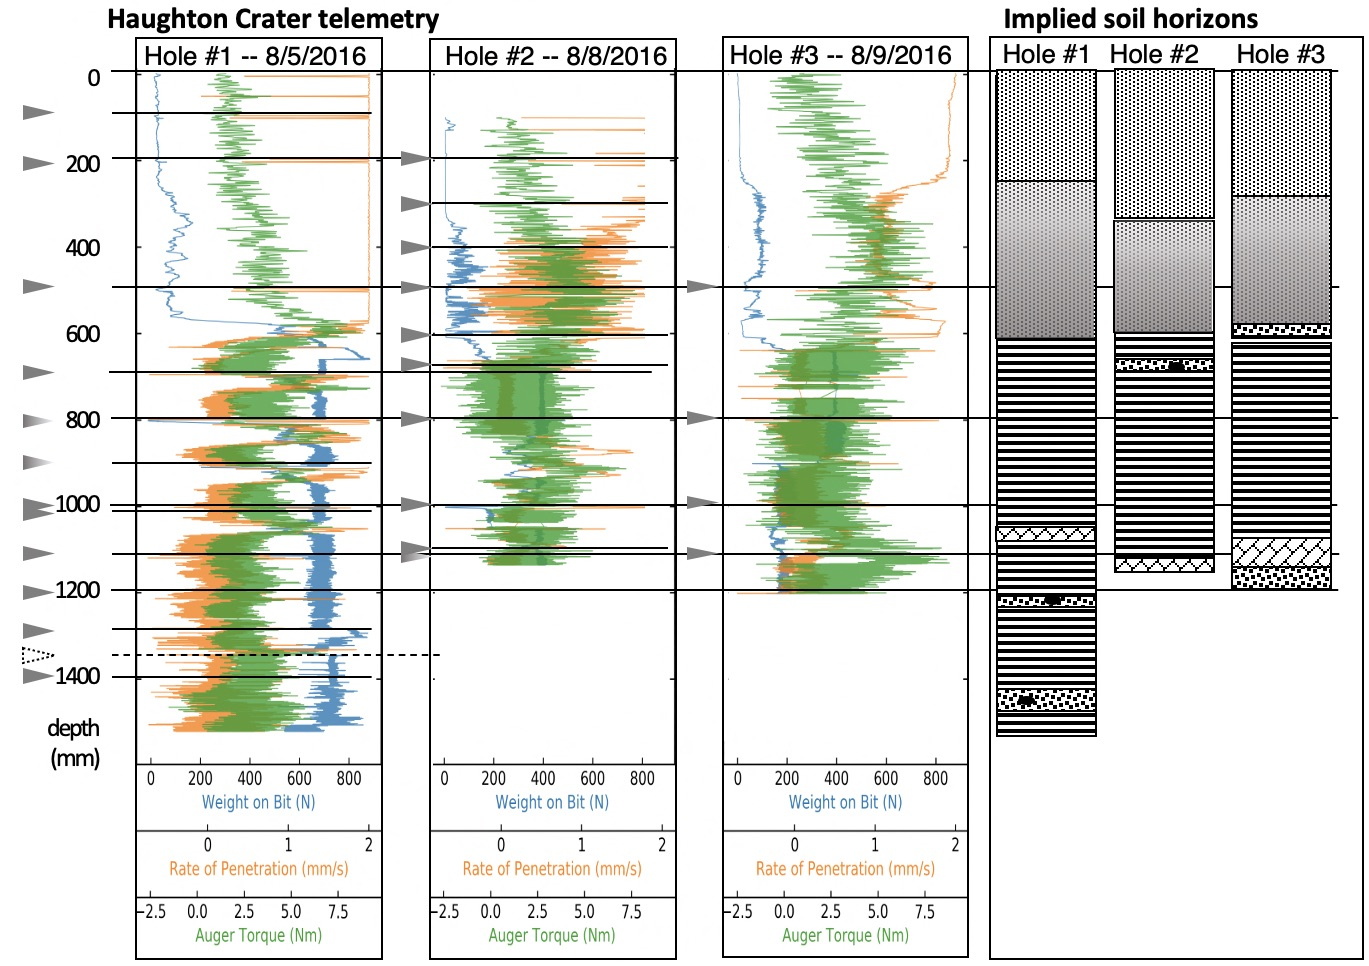 Haughton Crater telemetry
Implied soil horizons
Hole #1 -- 8/5/2016
Hole #2 -- 8/8/2016
Hole #3 -- 8/9/2016
Hole #1
Hole #2
Hole #3
0
200
400
600
800
1000
1200
1400
depth
(mm)
0 200 400 600 800
Weight on Bit (N)
0 1 2
Rate of Penetration (mm/s)
−2.5 0.0 2.5 5.0 7.5
Auger Torque (Nm)
0 200 400 600 800
Weight on Bit (N)
0 1 2
Rate of Penetration (mm/s)
−2.5 0.0 2.5 5.0 7.5
Auger Torque (Nm)
0 200 400 600 800
Weight on Bit (N)
0 1 2
Rate of Penetration (mm/s)
−2.5 0.0 2.5 5.0 7.5
Auger Torque (Nm)